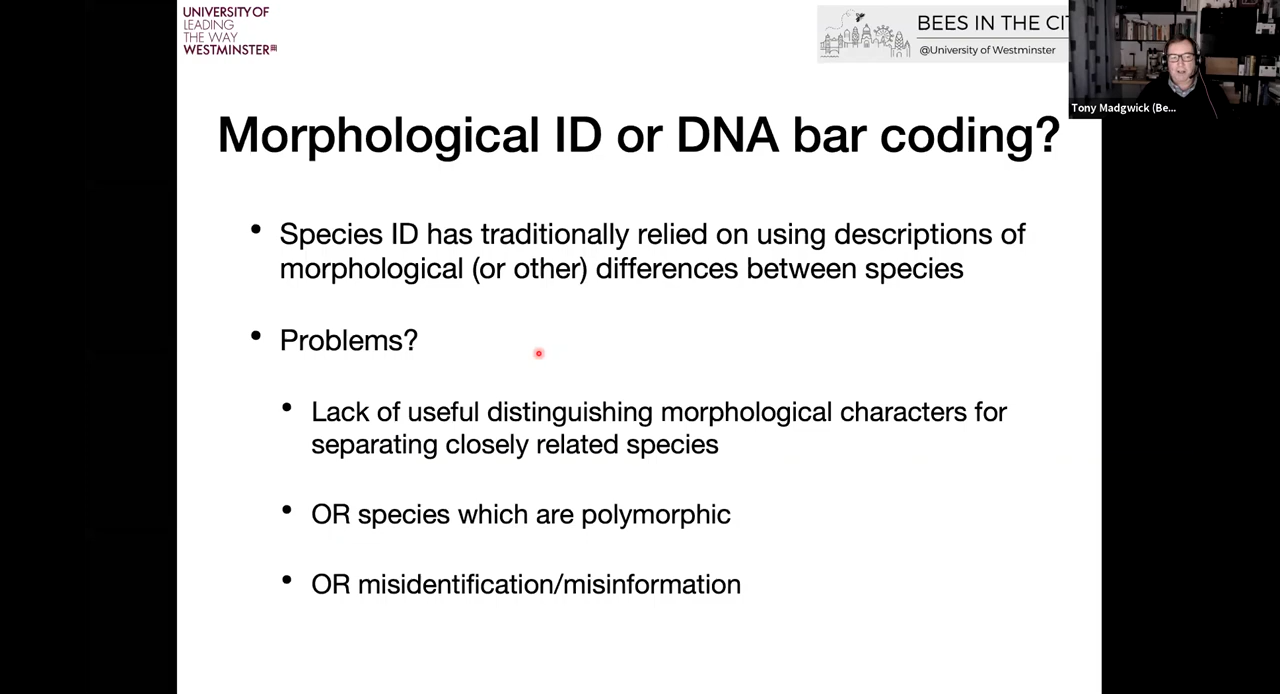 UNIVERSITY OF
LEADING
THE WAY
WESTMINSTER
BEES IN THE CIT
@University of Westminster
Tony Madgwick (Be...
Morphological ID or DNA bar coding?
• Species ID has traditionally relied on using descriptions of
morphological (or other) differences between species
• Problems?
• Lack of useful distinguishing morphological characters for
separating closely related species
• OR species which are polymorphic
• OR misidentification/misinformation